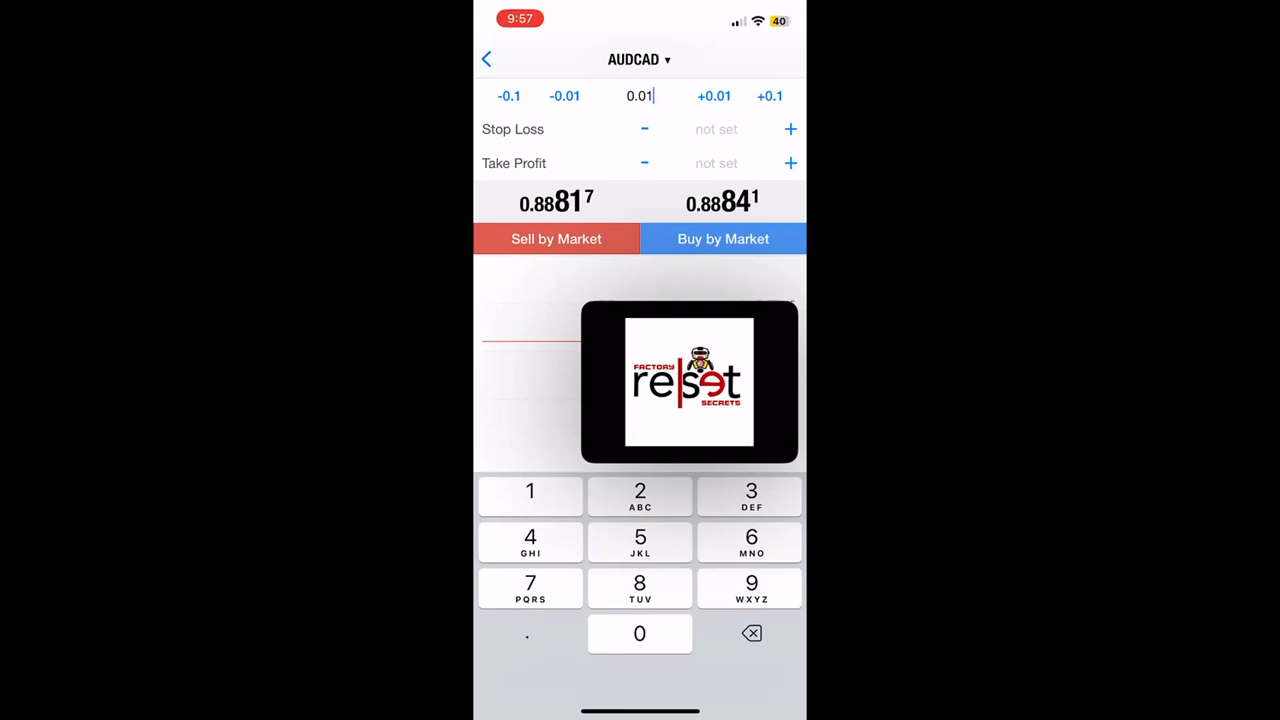 9:57
40
AUDCAD ▾
-0.1 -0.01 0.01 +0.01 +0.1
Stop Loss - not set +
Take Profit - not set +
0.88817 0.88841
Sell by Market Buy by Market
FACTORY
reset
SECRETS
1 2 3
ABC DEF
4 5 6
GHI JKL MNO
7 8 9
PQRS TUV WXYZ
. 0